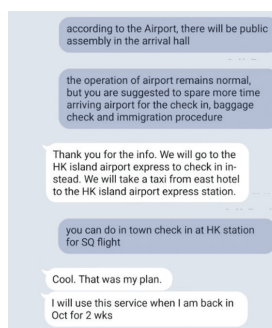 according to the Airport, there will be public
assembly in the arrival hall
the operation of airport remains normal,
but you are suggested to spare more time
arriving airport for the check in, baggage
check and immigration procedure
Thank you for the info. We will go to the
HK island airport express to check in in-
stead. We will take a taxi from east hotel
to the HK island airport express station.
you can do in town check in at HK station
for SQ flight
Cool. That was my plan.
I will use this service when I am back in
Oct for 2 wks